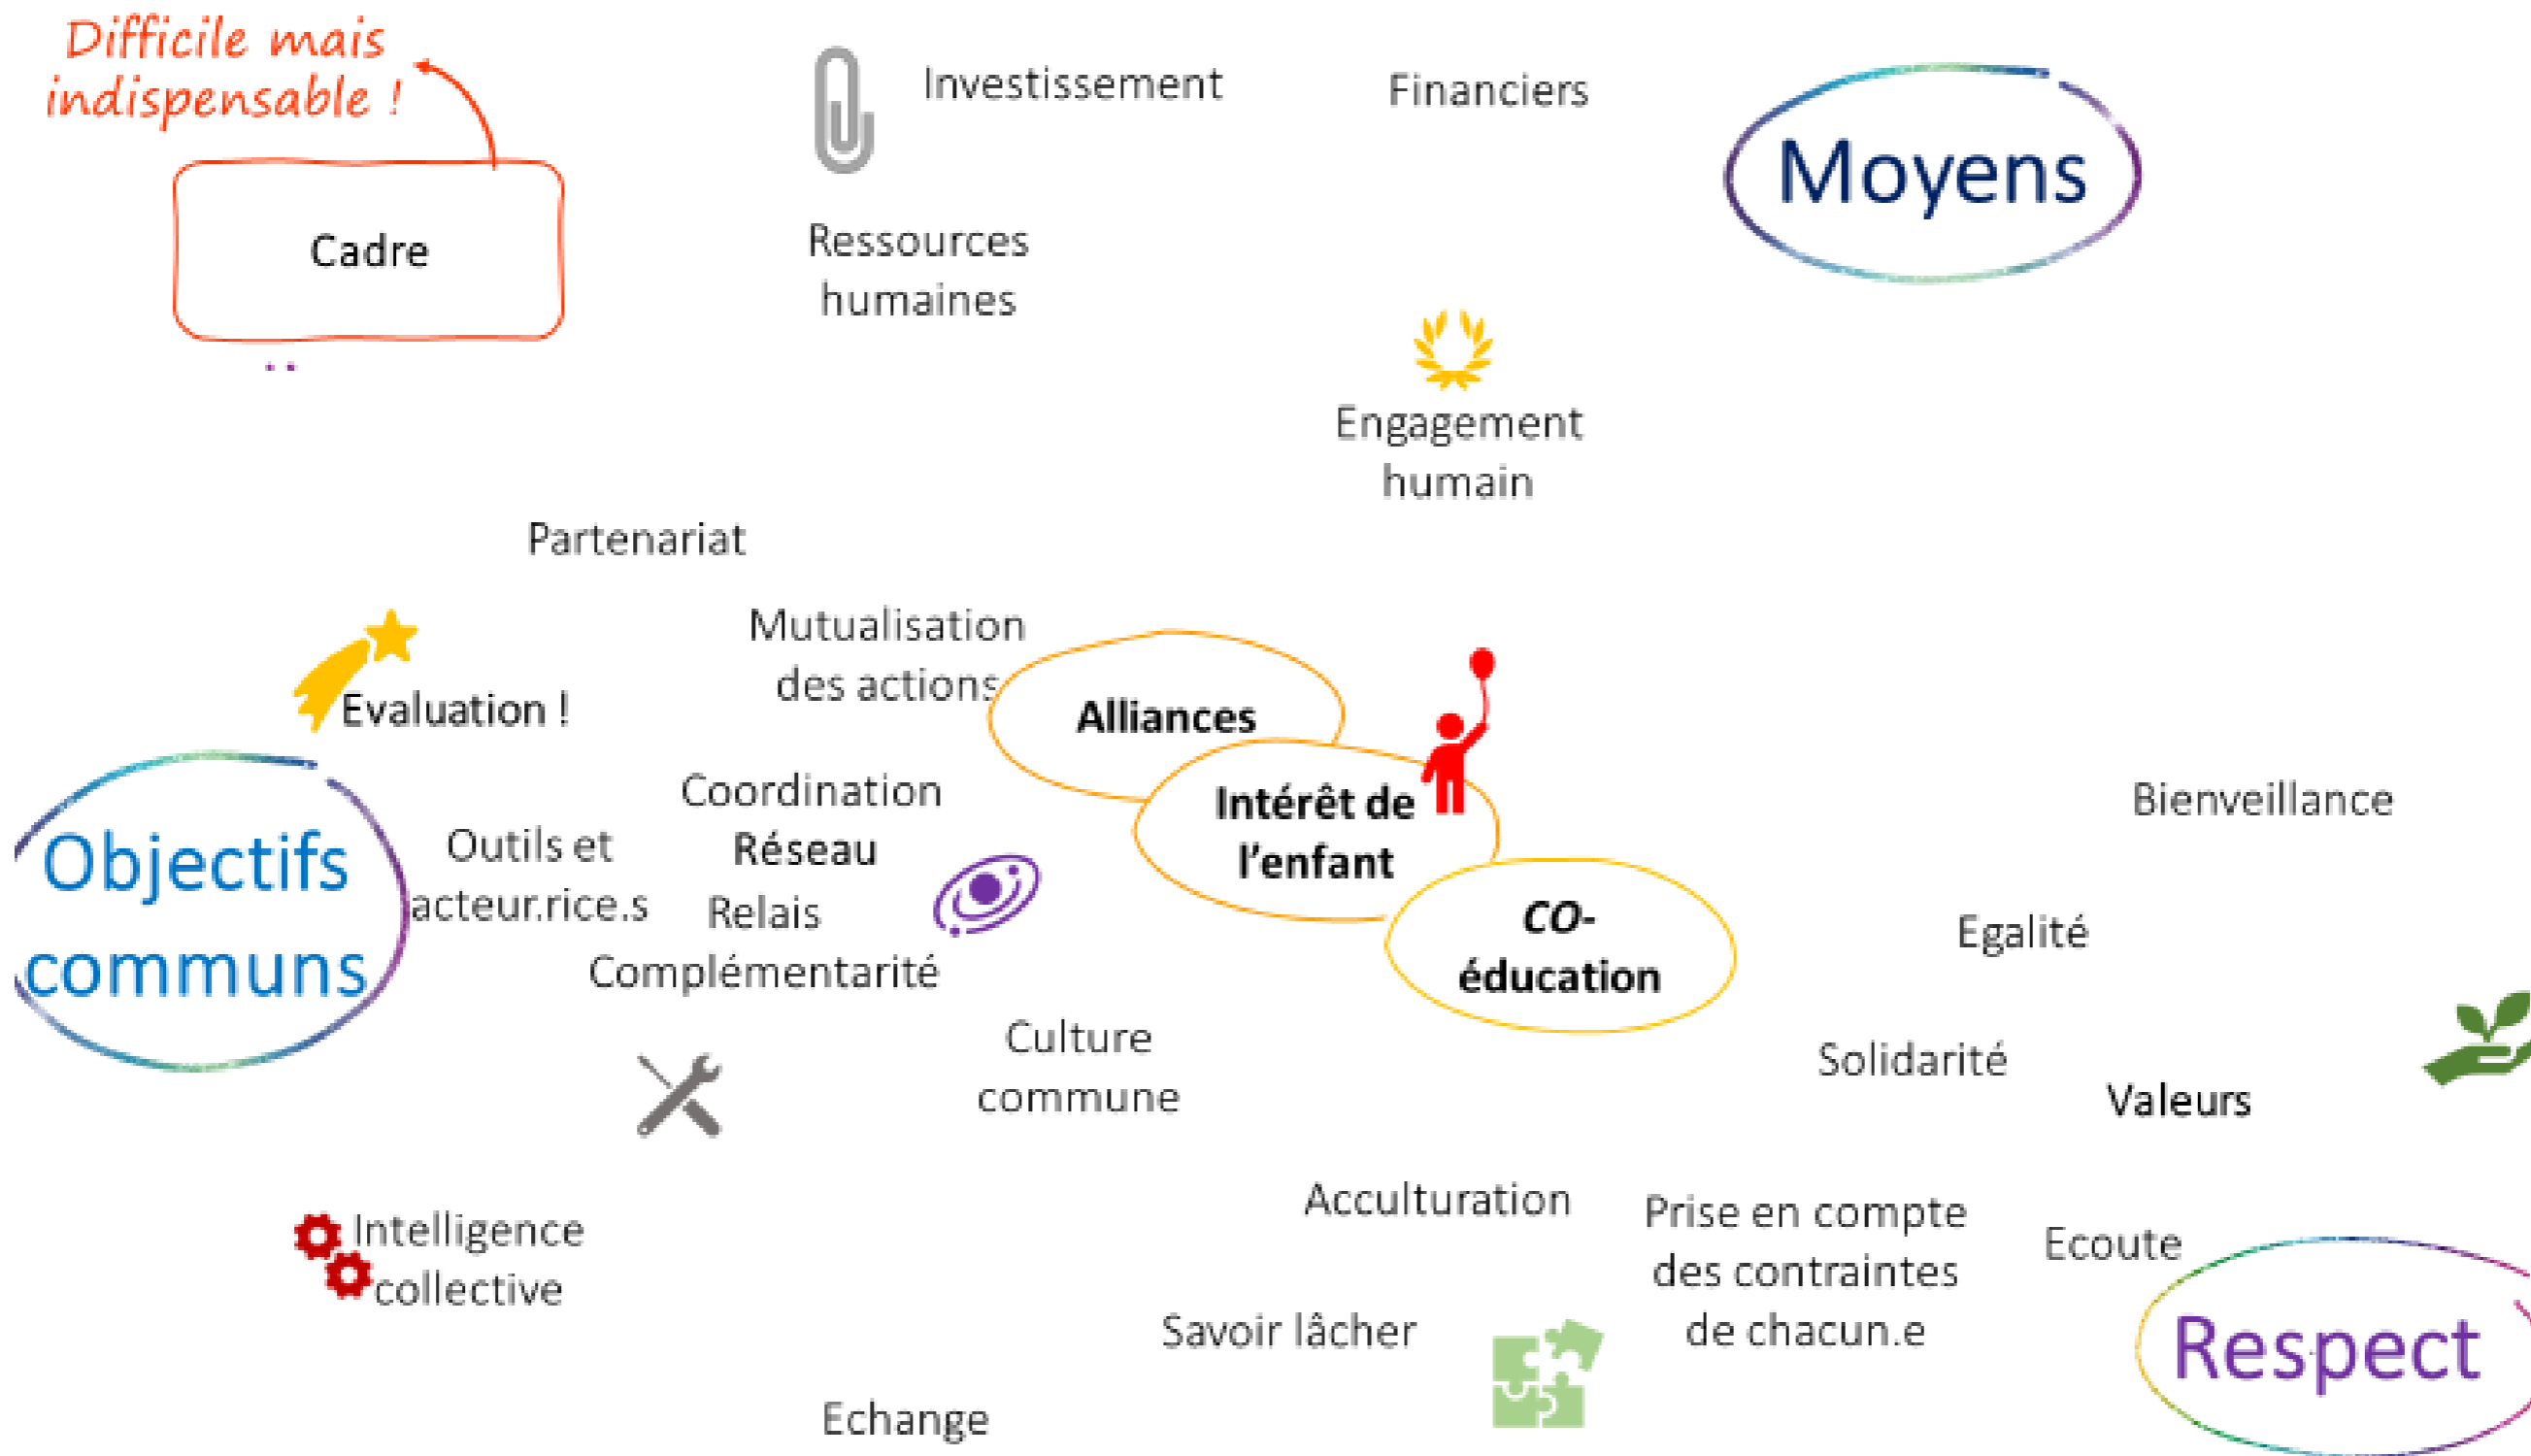 Difficile mais
indispensable !
Investissement
Financiers
Moyens
Cadre
Ressources
humaines
Engagement
humain
Partenariat
Mutualisation
des actions
Evaluation !
Alliances
Intérêt de
l'enfant
Coordination
Réseau
Relais
Complémentarité
Objectifs
communs
Outils et
acteur.rice.s
CO-
éducation
Bienveillance
Egalité
Solidarité
Valeurs
Culture
commune
Acculturation
Prise en compte
des contraintes
de chacun.e
Ecoute
Respect
Intelligence
collective
Savoir lâcher
Echange